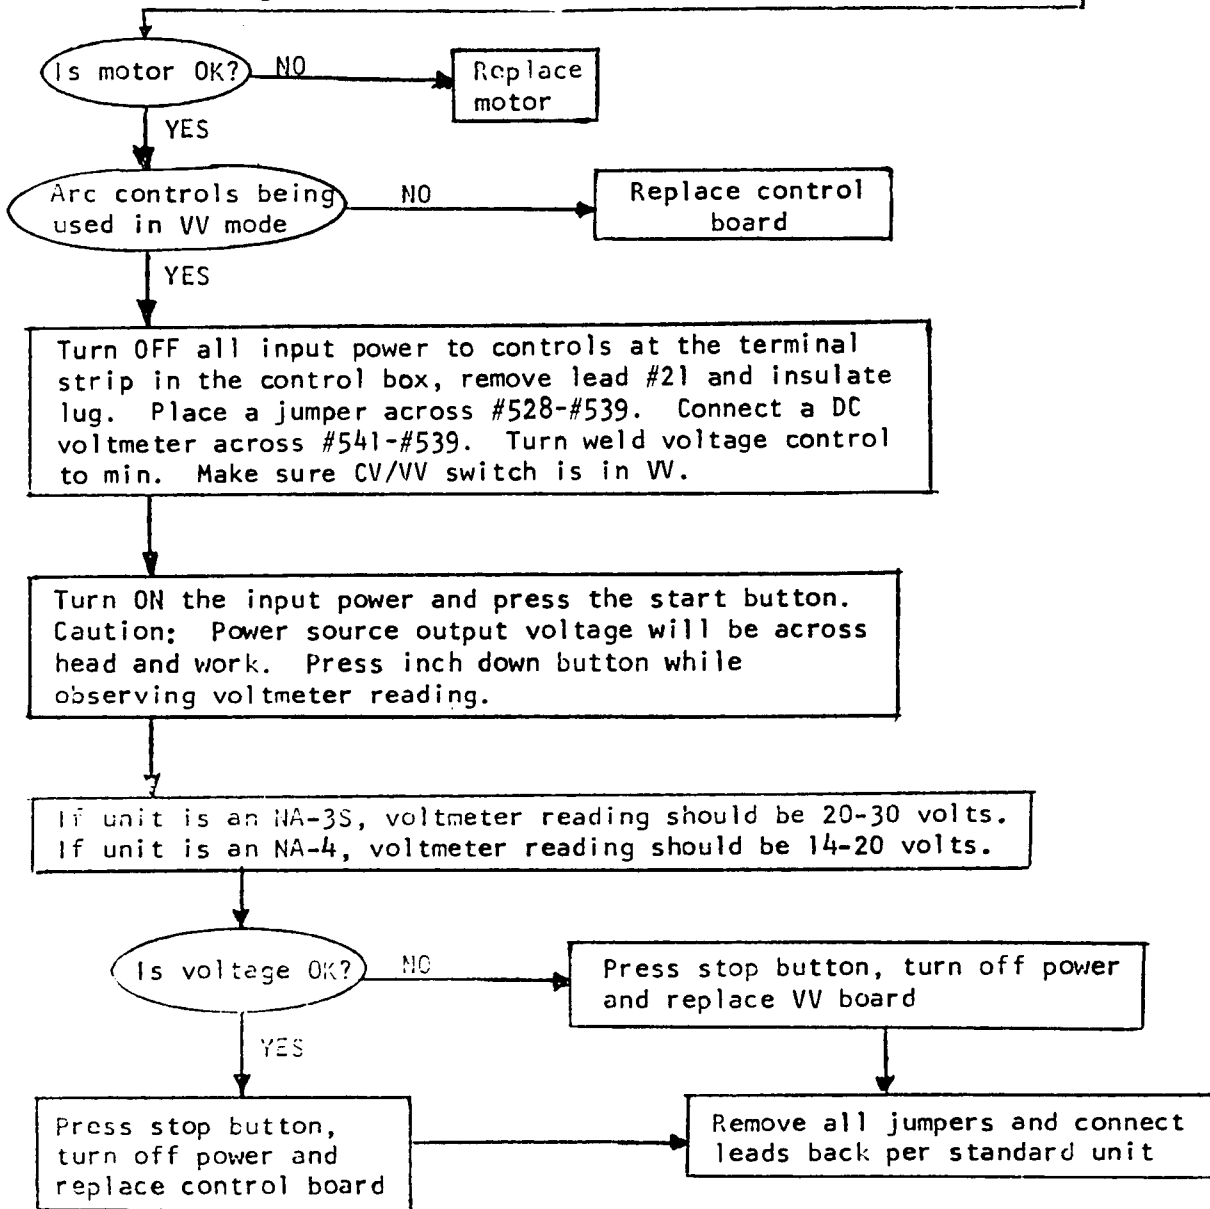 Is motor OK?
NO
Replace
motor
YES
Arc controls being
used in VV mode
NO
Replace control
board
YES
Turn OFF all input power to controls at the terminal
strip in the control box, remove lead #21 and insulate
lug. Place a jumper across #528-#539. Connect a DC
voltmeter across #541-#539. Turn weld voltage control
to min. Make sure CV/VV switch is in VV.
Turn ON the input power and press the start button.
Caution: Power source output voltage will be across
head and work. Press inch down button while
observing voltmeter reading.
If unit is an NA-3S, voltmeter reading should be 20-30 volts.
If unit is an NA-4, voltmeter reading should be 14-20 volts.
Is voltage OK?
NO
Press stop button, turn off power
and replace VV board
YES
Press stop button,
turn off power and
replace control board
Remove all jumpers and connect
leads back per standard unit